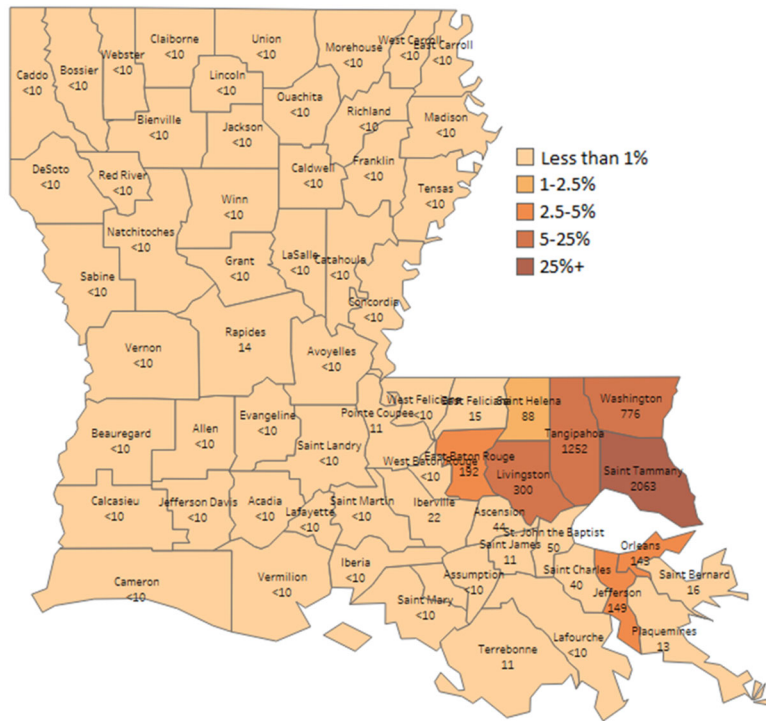 Claiborne
<10
Union
<10
Morehouse
<10
West Carroll
<10
East Carroll
<10
Webster
<10
Bossier
<10
Caddo
<10
Lincoln
<10
Ouachita
<10
Richland
<10
Madison
<10
Bienville
<10
Jackson
<10
Caldwell
<10
Franklin
<10
Tensas
<10
DeSoto
<10
Red River
<10
Winn
<10
Natchitoches
<10
Sabine
<10
Grant
<10
LaSalle
<10
Catahoula
<10
Concordia
<10
Vernon
<10
Rapides
14
Avoyelles
<10
Less than 1%
1-2.5%
2.5-5%
5-25%
25%+
West Feliciana
<10
East Feliciana
15
Saint Helena
88
Washington
776
Pointe Coupee
11
Tangipahoa
1252
Beauregard
<10
Allen
<10
Evangeline
<10
Saint Landry
<10
West Baton Rouge
<10
East Baton Rouge
192
Livingston
300
Saint Tammany
2063
Calcasieu
<10
Jefferson Davis
<10
Acadia
<10
Lafayette
<10
Saint Martin
<10
Iberville
22
Ascension
44
St. John the Baptist
50
Saint James
11
Orleans
143
Cameron
<10
Vermilion
<10
Iberia
<10
Assumption
<10
Saint Charles
40
Saint Bernard
16
Saint Mary
<10
Jefferson
149
Plaquemines
13
Terrebonne
11
Lafourche
<10